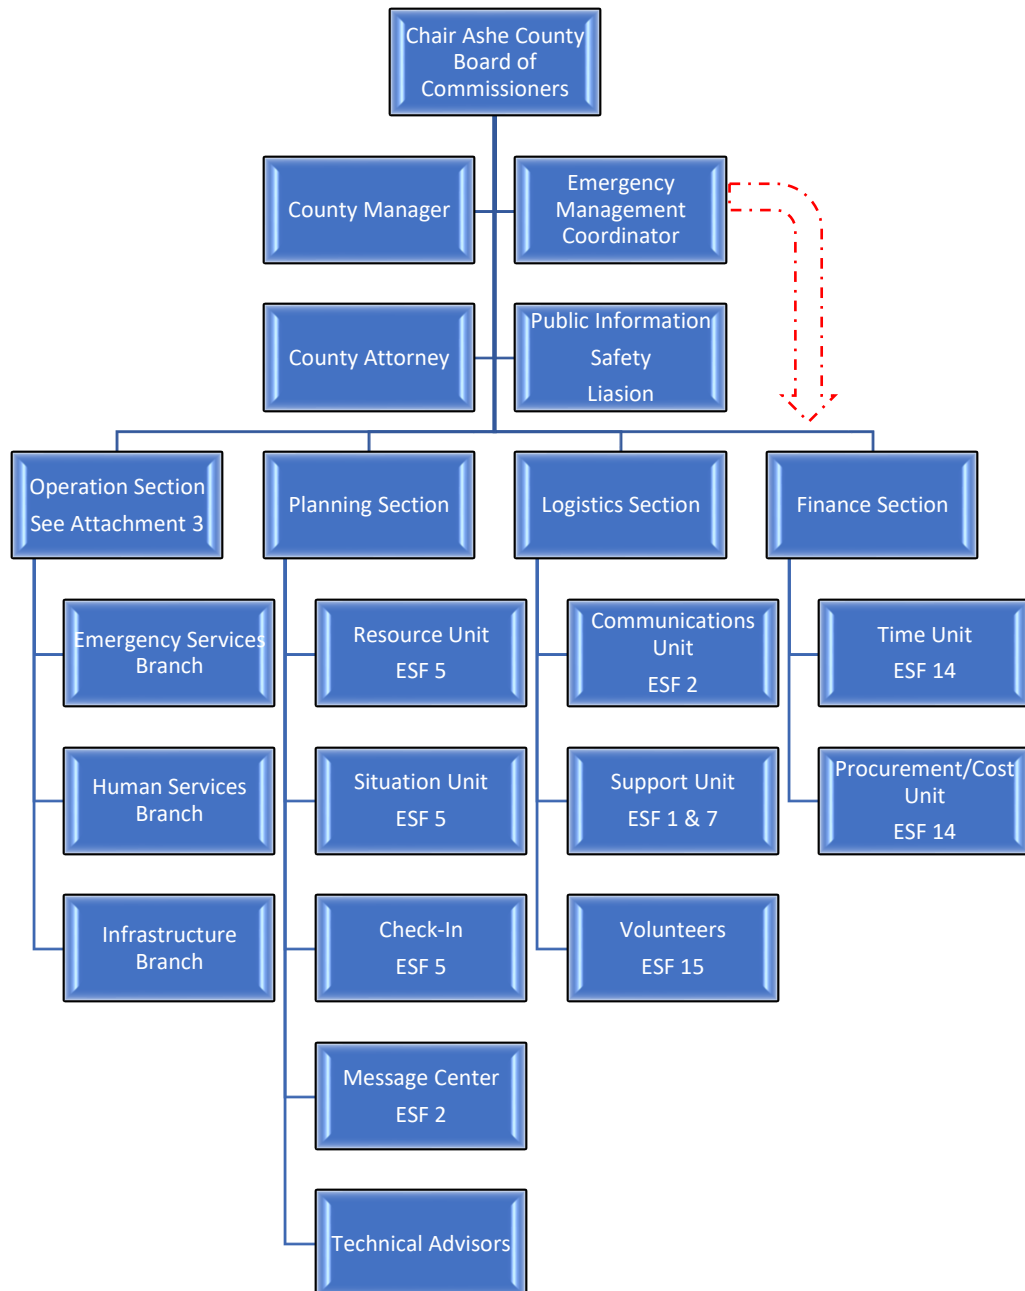 Chair Ashe County
Board of
Commissioners
County Manager
Emergency
Management
Coordinator
County Attorney
Public Information
Safety
Liasion
Operation Section
See Attachment 3
Planning Section
Logistics Section
Finance Section
Emergency Services
Branch
Resource Unit
ESF 5
Communications
Unit
ESF 2
Time Unit
ESF 14
Human Services
Branch
Situation Unit
ESF 5
Support Unit
ESF 1 & 7
Procurement/Cost
Unit
ESF 14
Infrastructure
Branch
Check-In
ESF 5
Volunteers
ESF 15
Message Center
ESF 2
Technical Advisors